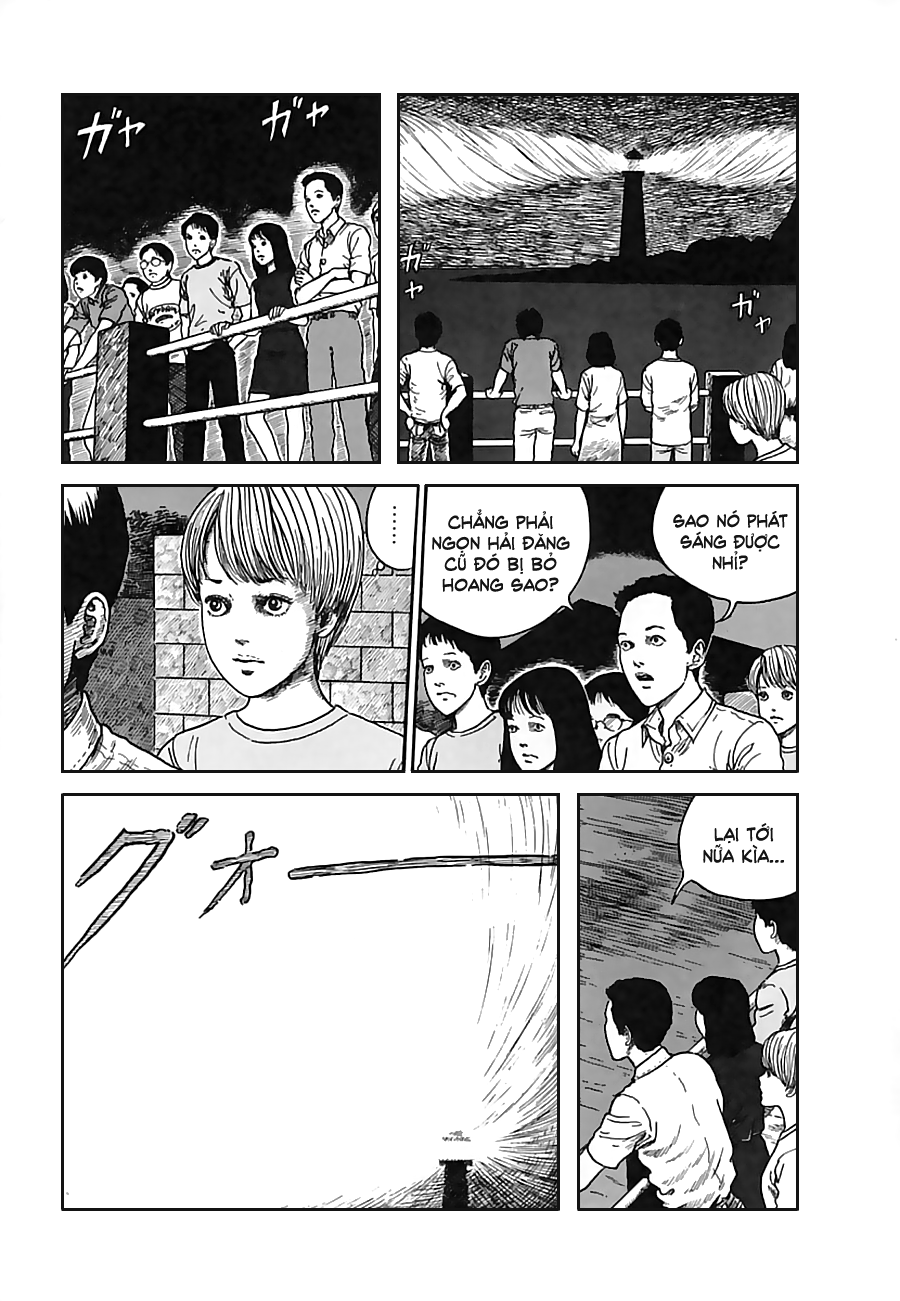 ガヤ
ガヤ
ガヤ
ガヤ
SAO NÓ PHÁT
SÁNG ĐƯỢC
NHỈ?
CHẲNG PHẢI
NGỌN HẢI ĐĂNG
CŨ ĐÓ BỊ BỎ
HOANG SAO?
......
LẠI TỚI
NỮA KÌA...
グオー